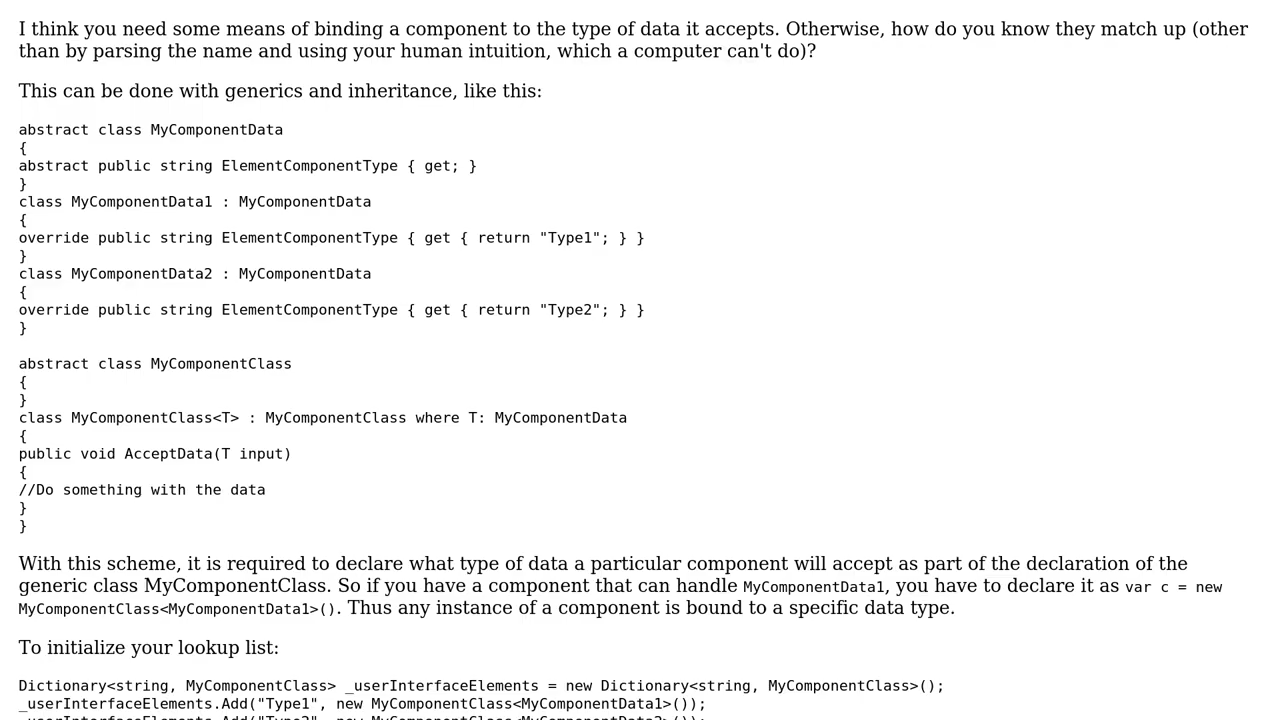 I think you need some means of binding a component to the type of data it accepts. Otherwise, how do you know they match up (other
than by parsing the name and using your human intuition, which a computer can't do)?
This can be done with generics and inheritance, like this:
abstract class MyComponentData
{
abstract public string ElementComponentType { get; }
}
class MyComponentData1 : MyComponentData
{
override public string ElementComponentType { get { return "Type1"; } }
}
class MyComponentData2 : MyComponentData
{
override public string ElementComponentType { get { return "Type2"; } }
}
abstract class MyComponentClass
{
}
class MyComponentClass<T> : MyComponentClass where T: MyComponentData
{
public void AcceptData(T input)
{
//Do something with the data
}
}
With this scheme, it is required to declare what type of data a particular component will accept as part of the declaration of the
generic class MyComponentClass. So if you have a component that can handle MyComponentData1, you have to declare it as var c = new
MyComponentClass<MyComponentData1>(). Thus any instance of a component is bound to a specific data type.
To initialize your lookup list:
Dictionary<string, MyComponentClass> _userInterfaceElements = new Dictionary<string, MyComponentClass>();
_userInterfaceElements.Add("Type1", new MyComponentClass<MyComponentData1>());
_userInterfaceElements.Add("Type2", new MyComponentClass<MyComponentData2>());